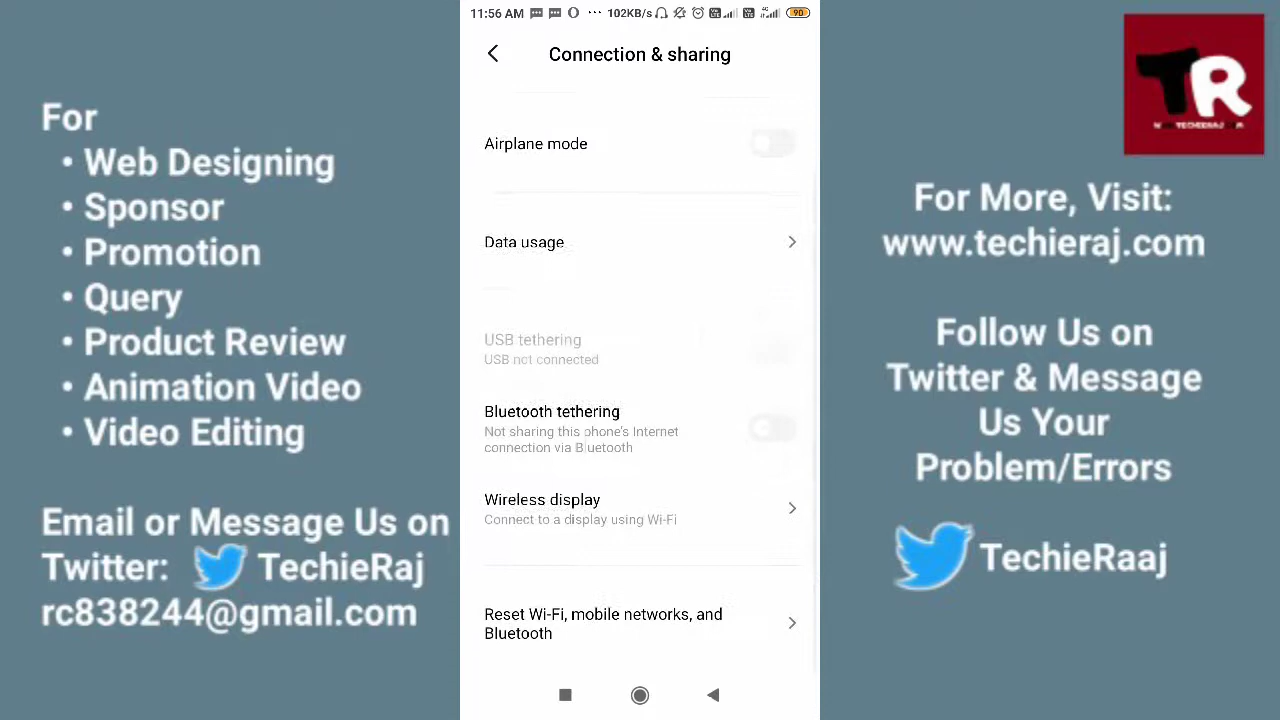 For
• Web Designing
• Sponsor
• Promotion
• Query
• Product Review
• Animation Video
• Video Editing
Email or Message Us on
Twitter: TechieRaj
rc838244@gmail.com
11:56 AM ··· 102KB/s 4G 90
Connection & sharing
Airplane mode
Data usage
USB tethering
USB not connected
Bluetooth tethering
Not sharing this phone's Internet
connection via Bluetooth
Wireless display
Connect to a display using Wi-Fi
Reset Wi-Fi, mobile networks, and
Bluetooth
TR
For More, Visit:
www.techieraj.com
Follow Us on
Twitter & Message
Us Your
Problem/Errors
TechieRaaj